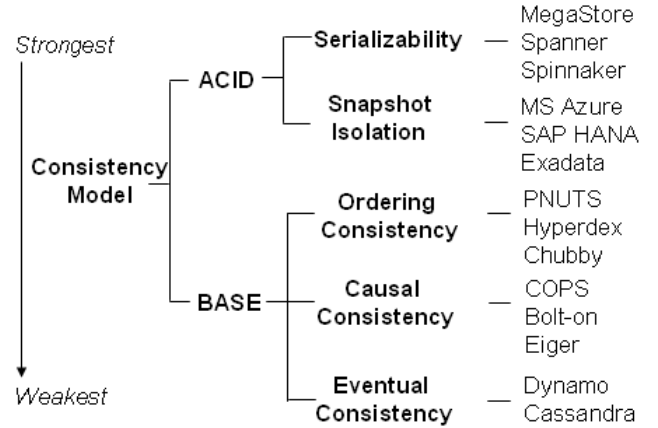 Strongest
Weakest
Consistency
Model
ACID
Serializability
MegaStore
Spanner
Spinnaker
Snapshot
Isolation
MS Azure
SAP HANA
Exadata
BASE
Ordering
Consistency
PNUTS
Hyperdex
Chubby
Causal
Consistency
COPS
Bolt-on
Eiger
Eventual
Consistency
Dynamo
Cassandra